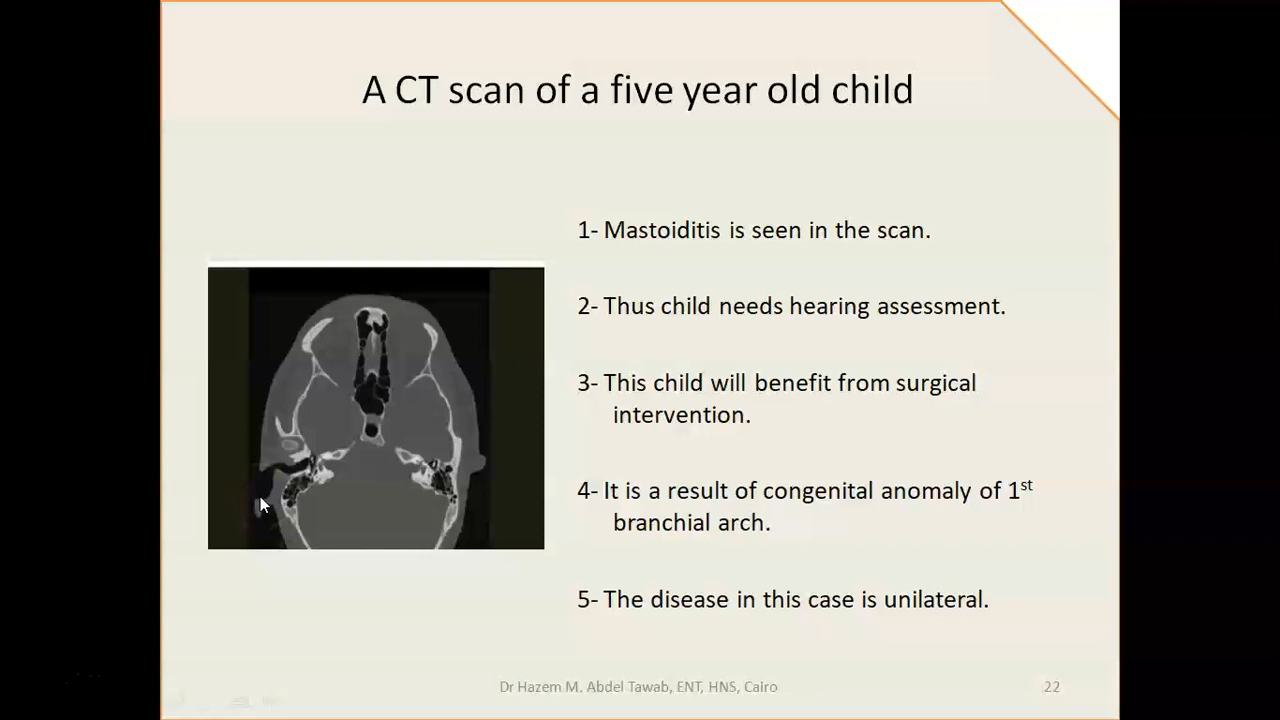 A CT scan of a five year old child
1- Mastoiditis is seen in the scan.
2- Thus child needs hearing assessment.
3- This child will benefit from surgical
intervention.
4- It is a result of congenital anomaly of 1st
branchial arch.
5- The disease in this case is unilateral.
Dr Hazem M. Abdel Tawab, ENT, HNS, Cairo
22